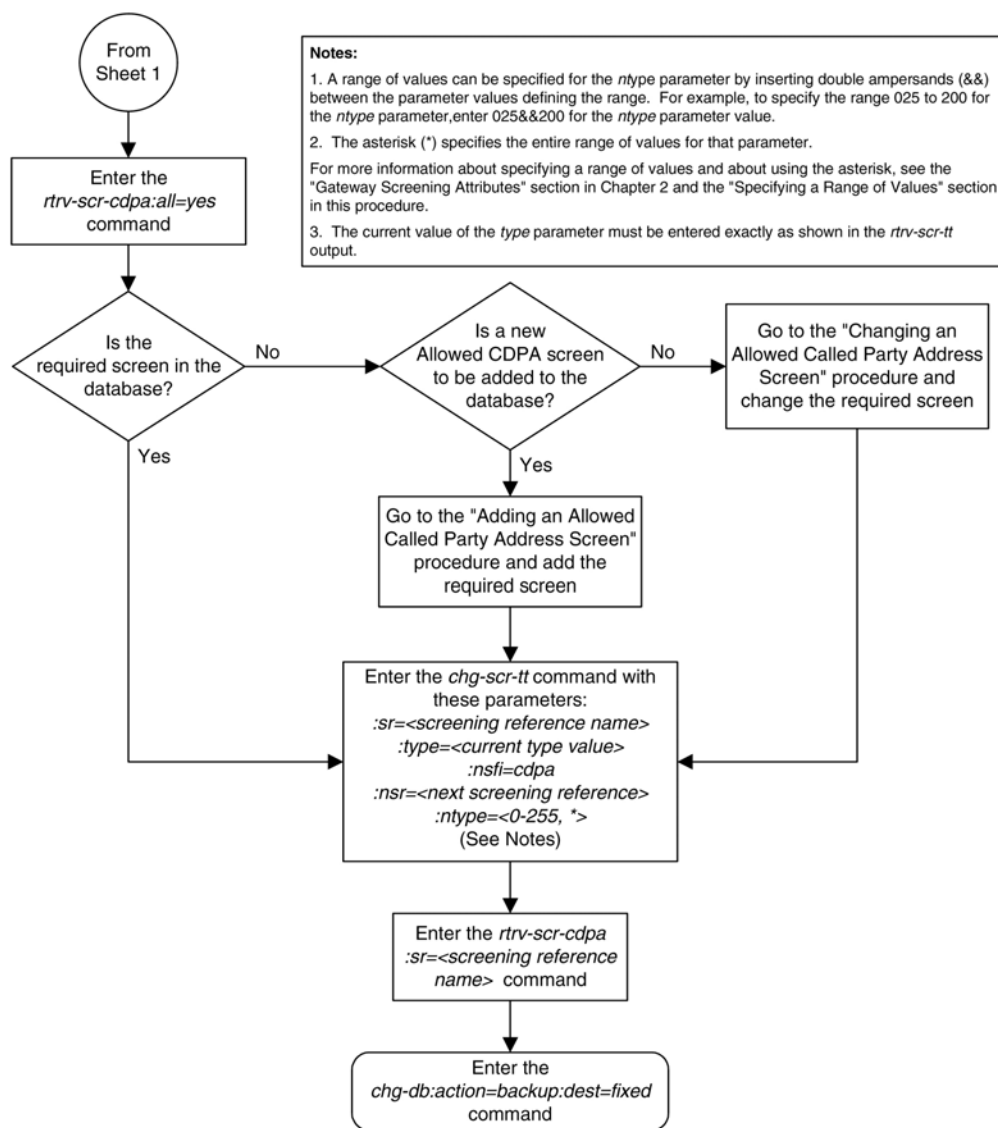 From
Sheet 1
Notes:
1. A range of values can be specified for the ntype parameter by inserting double ampersands (&&)
between the parameter values defining the range. For example, to specify the range 025 to 200 for
the ntype parameter,enter 025&&200 for the ntype parameter value.
2. The asterisk (*) specifies the entire range of values for that parameter.
For more information about specifying a range of values and about using the asterisk, see the
"Gateway Screening Attributes" section in Chapter 2 and the "Specifying a Range of Values" section
in this procedure.
3. The current value of the type parameter must be entered exactly as shown in the rtrv-scr-tt
output.
Enter the
rtrv-scr-cdpa:all=yes
command
Is the
required screen in the
database?
No
Yes
Is a new
Allowed CDPA screen
to be added to the
database?
No
Yes
Go to the "Changing an
Allowed Called Party Address
Screen" procedure and
change the required screen
Go to the "Adding an Allowed
Called Party Address Screen"
procedure and add the
required screen
Enter the chg-scr-tt command with
these parameters:
:sr=<screening reference name>
:type=<current type value>
:nsfi=cdpa
:nsr=<next screening reference>
:ntype=<0-255, *>
(See Notes)
Enter the rtrv-scr-cdpa
:sr=<screening reference
name> command
Enter the
chg-db:action=backup:dest=fixed
command